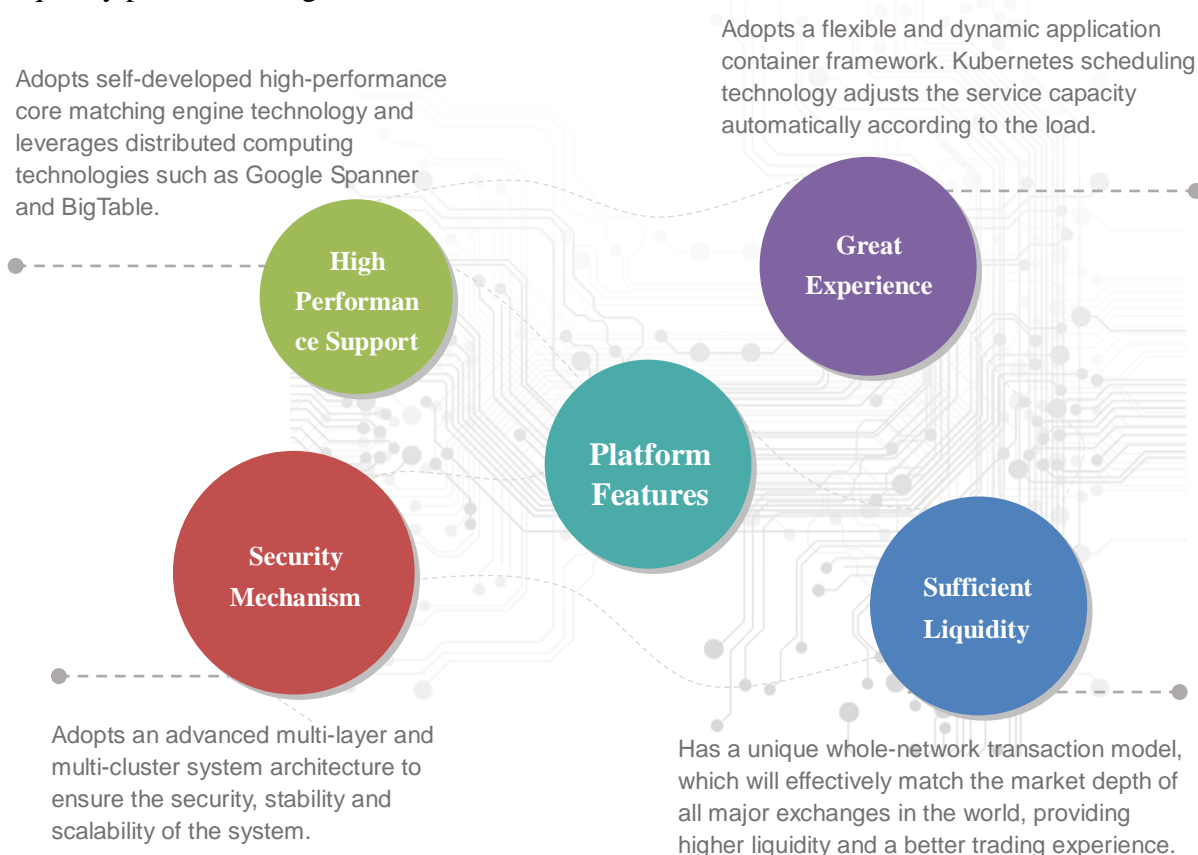 Adopts a flexible and dynamic application
container framework. Kubernetes scheduling
technology adjusts the service capacity
automatically according to the load.
Adopts self-developed high-performance
core matching engine technology and
leverages distributed computing
technologies such as Google Spanner
and BigTable.
High
Performan
ce Support
Great
Experience
Platform
Features
Security
Mechanism
Sufficient
Liquidity
Adopts an advanced multi-layer and
multi-cluster system architecture to
ensure the security, stability and
scalability of the system.
Has a unique whole-network transaction model,
which will effectively match the market depth of
all major exchanges in the world, providing
higher liquidity and a better trading experience.